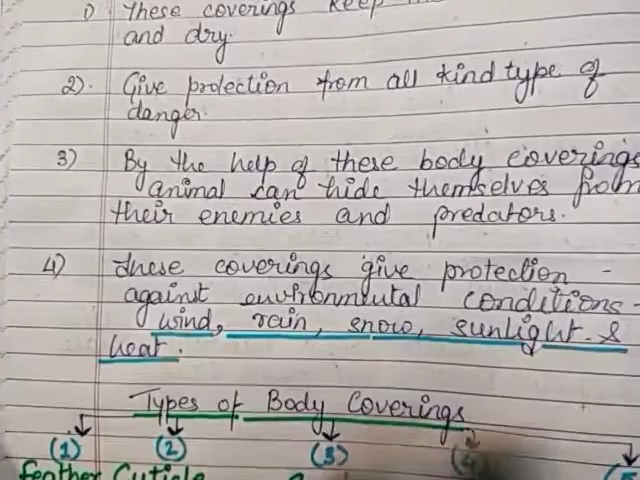 1) These coverings keep
and dry.
2). Give protection from all kind type of
danger.
3) By the help of these body coverings
animal can hide themselves from
their enemies and predators.
4) These coverings give protection -
against environmental conditions
wind, rain, snow, sunlight. &
heat.
Types of Body Coverings
(1) (2) (3) (4) (5
Feather Cuticle